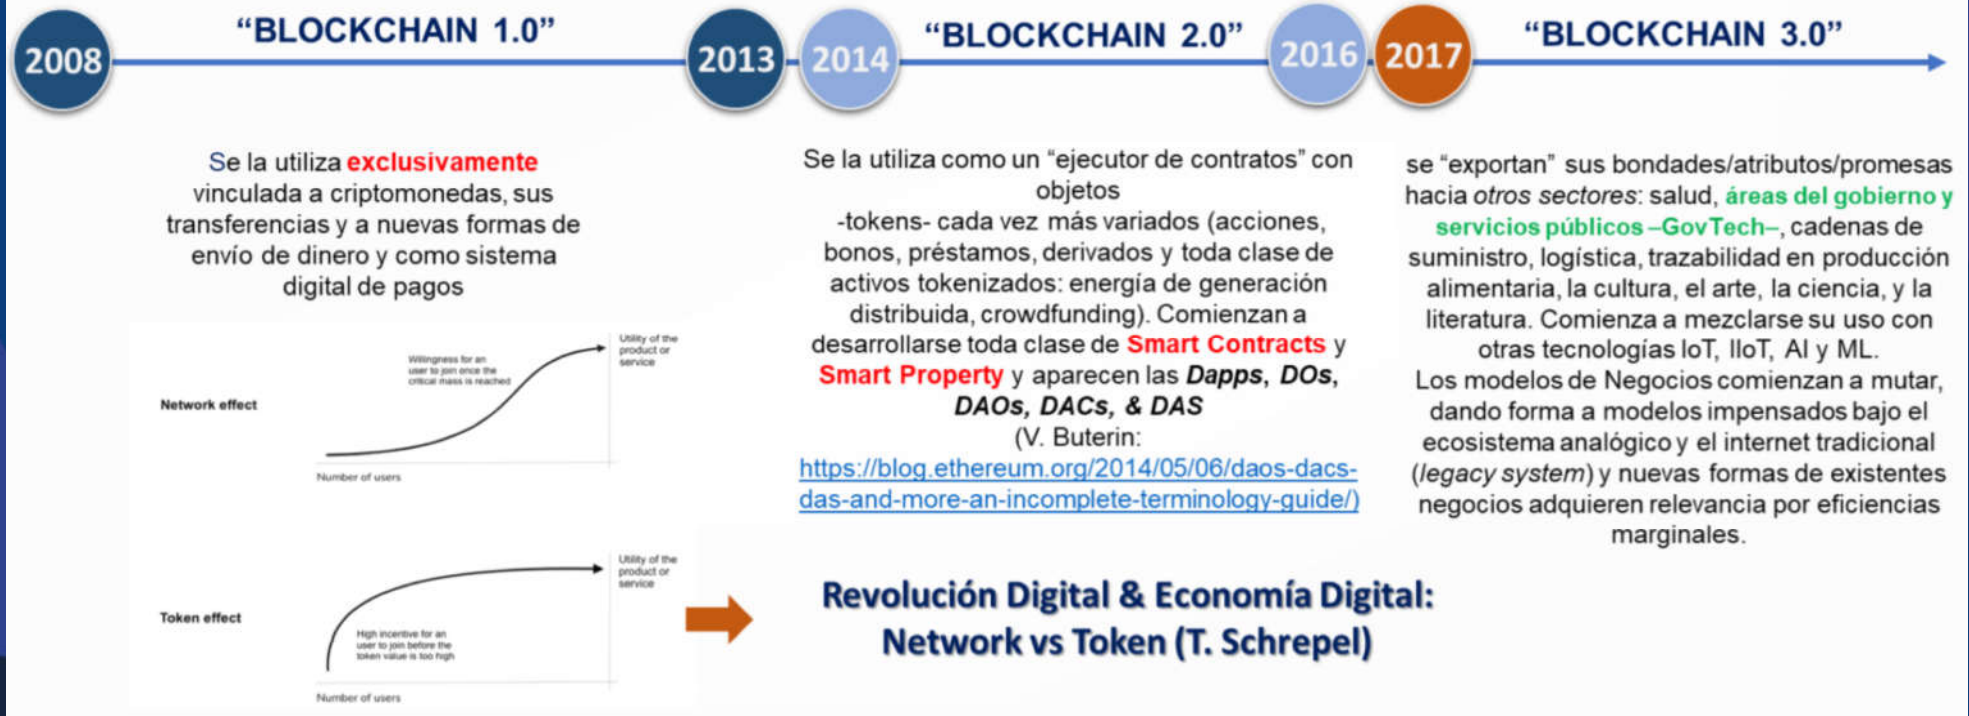 2008
“BLOCKCHAIN 1.0”
2013
2014
“BLOCKCHAIN 2.0”
2016
2017
“BLOCKCHAIN 3.0”
Se la utiliza exclusivamente
vinculada a criptomonedas, sus
transferencias y a nuevas formas de
envío de dinero y como sistema
digital de pagos
Network effect
Willingness for an
user to join once the
critical mass is reached
Utility of the
product or
service
Number of users
Token effect
High incentive for an
user to join before the
token value is too high
Utility of the
product or
service
Number of users
Se la utiliza como un “ejecutor de contratos” con
objetos
-tokens- cada vez más variados (acciones,
bonos, préstamos, derivados y toda clase de
activos tokenizados: energía de generación
distribuida, crowdfunding). Comienzan a
desarrollarse toda clase de Smart Contracts y
Smart Property y aparecen las Dapps, DOs,
DAOs, DACs, & DAS
(V. Buterin:
https://blog.ethereum.org/2014/05/06/daos-dacs-
das-and-more-an-incomplete-terminology-guide/)
se “exportan” sus bondades/atributos/promesas
hacia otros sectores: salud, áreas del gobierno y
servicios públicos –GovTech–, cadenas de
suministro, logística, trazabilidad en producción
alimentaria, la cultura, el arte, la ciencia, y la
literatura. Comienza a mezclarse su uso con
otras tecnologías IoT, IIoT, AI y ML.
Los modelos de Negocios comienzan a mutar,
dando forma a modelos impensados bajo el
ecosistema analógico y el internet tradicional
(legacy system) y nuevas formas de existentes
negocios adquieren relevancia por eficiencias
marginales.
Revolución Digital & Economía Digital:
Network vs Token (T. Schrepel)